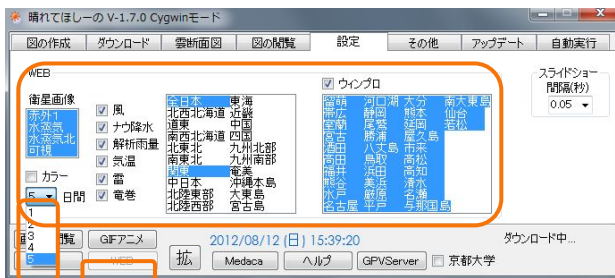 晴れてほしーの V-1.7.0 Cygwinモード
図の作成 ダウンロード 雲断面図 図の閲覧 設定 その他 アップデート 自動実行
WEB
ウインプロ
スライドショー
間隔(秒)
0.05
衛星画像
赤外1
水蒸気
水蒸気北
可視
カラー
5 日間
1
2
3
4
5
風
ナウ降水
解析雨量
気温
雷
竜巻
全日本 東海
北西北海道 近畿
道東 中国
南西北海道 四国
北東北 九州北部
南東北 九州南部
関東 奄美
中日本 沖縄本島
北陸東部 大東島
北陸西部 宮古島
留萌 河口湖 大分 南大東島
帯広 静岡 熊本 仙台
室蘭 尾鷲 延岡 若松
宮古 勝浦 屋久島
酒田 八丈島 市来
高田 鳥取 高松
福井 浜田 高知
熊谷 美浜 清水
水戸 厳原 名瀬
名古屋 平戸 与那国島
閲覧 GIFアニメ 2012/08/12 (日) 15:39:20 ダウンロード中...
WEB 拡 Medaca ヘルプ GPVServer 京都大学